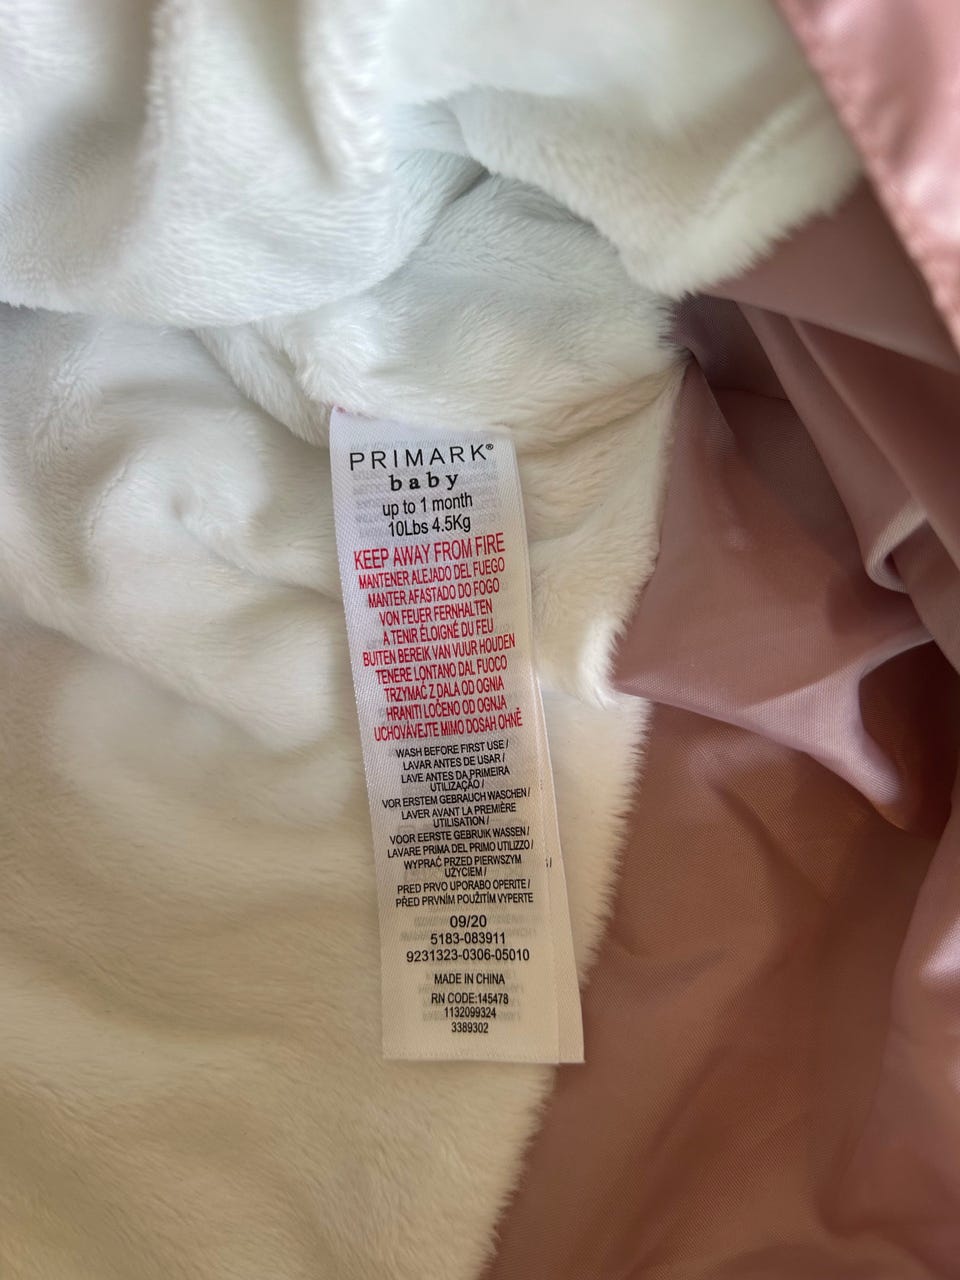 PRIMARK®
baby
up to 1 month
10Lbs 4.5Kg
KEEP AWAY FROM FIRE
MANTENER ALEJADO DEL FUEGO
MANTER AFASTADO DO FOGO
VON FEUER FERNHALTEN
A TENIR ÉLOIGNÉ DU FEU
BUITEN BEREIK VAN VUUR HOUDEN
TENERE LONTANO DAL FUOCO
TRZYMAĆ Z DALA OD OGNIA
HRANITI LOČENO OD OGNJA
UCHOVÁVEJTE MIMO DOSAH OHNĚ
WASH BEFORE FIRST USE /
LAVAR ANTES DE USAR /
LAVE ANTES DA PRIMEIRA
UTILIZAÇÃO /
VOR ERSTEM GEBRAUCH WASCHEN /
LAVER AVANT LA PREMIÈRE
UTILISATION /
VOOR EERSTE GEBRUIK WASSEN /
LAVARE PRIMA DEL PRIMO UTILIZZO /
WYPRAĆ PRZED PIERWSZYM
UŻYCIEM /
PRED PRVO UPORABO OPERITE /
PŘED PRVNÍM POUŽITÍM VYPERTE
09/20
5183-083911
9231323-0306-05010
MADE IN CHINA
RN CODE:145478
1132099324
3389302